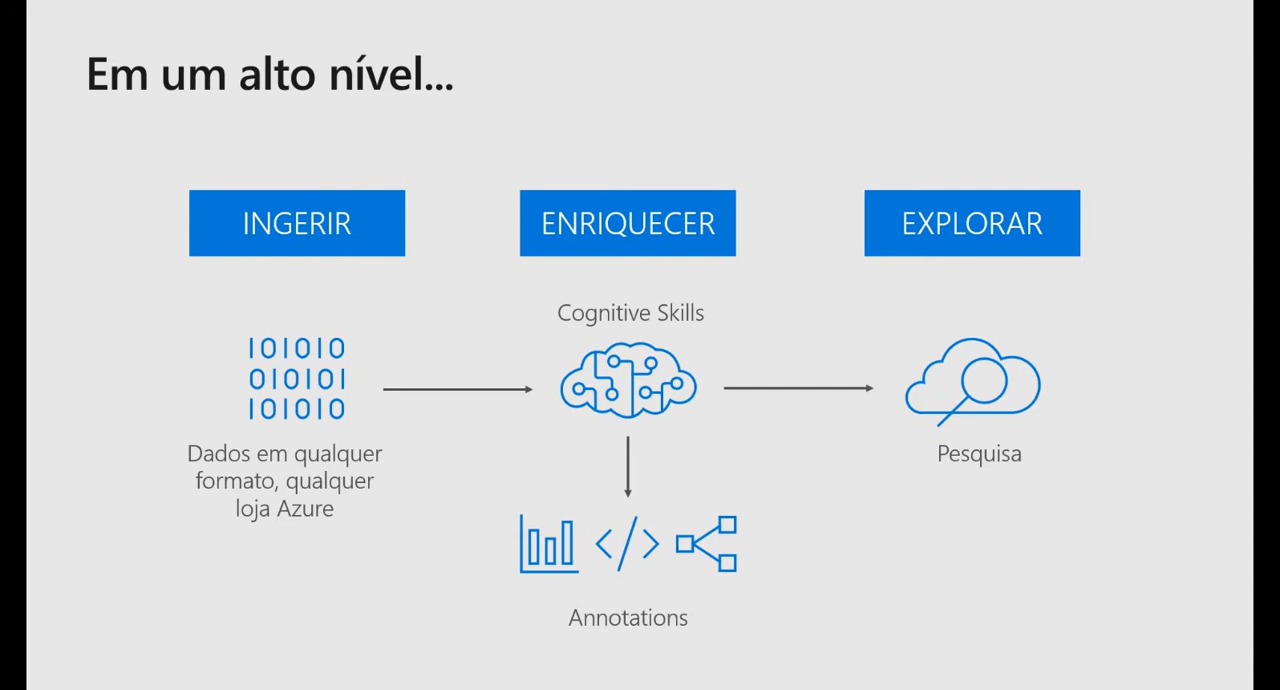 Em um alto nível...
INGERIR
ENRIQUECER
EXPLORAR
Cognitive Skills
101010
010101
101010
Dados em qualquer
formato, qualquer
loja Azure
Pesquisa
Annotations